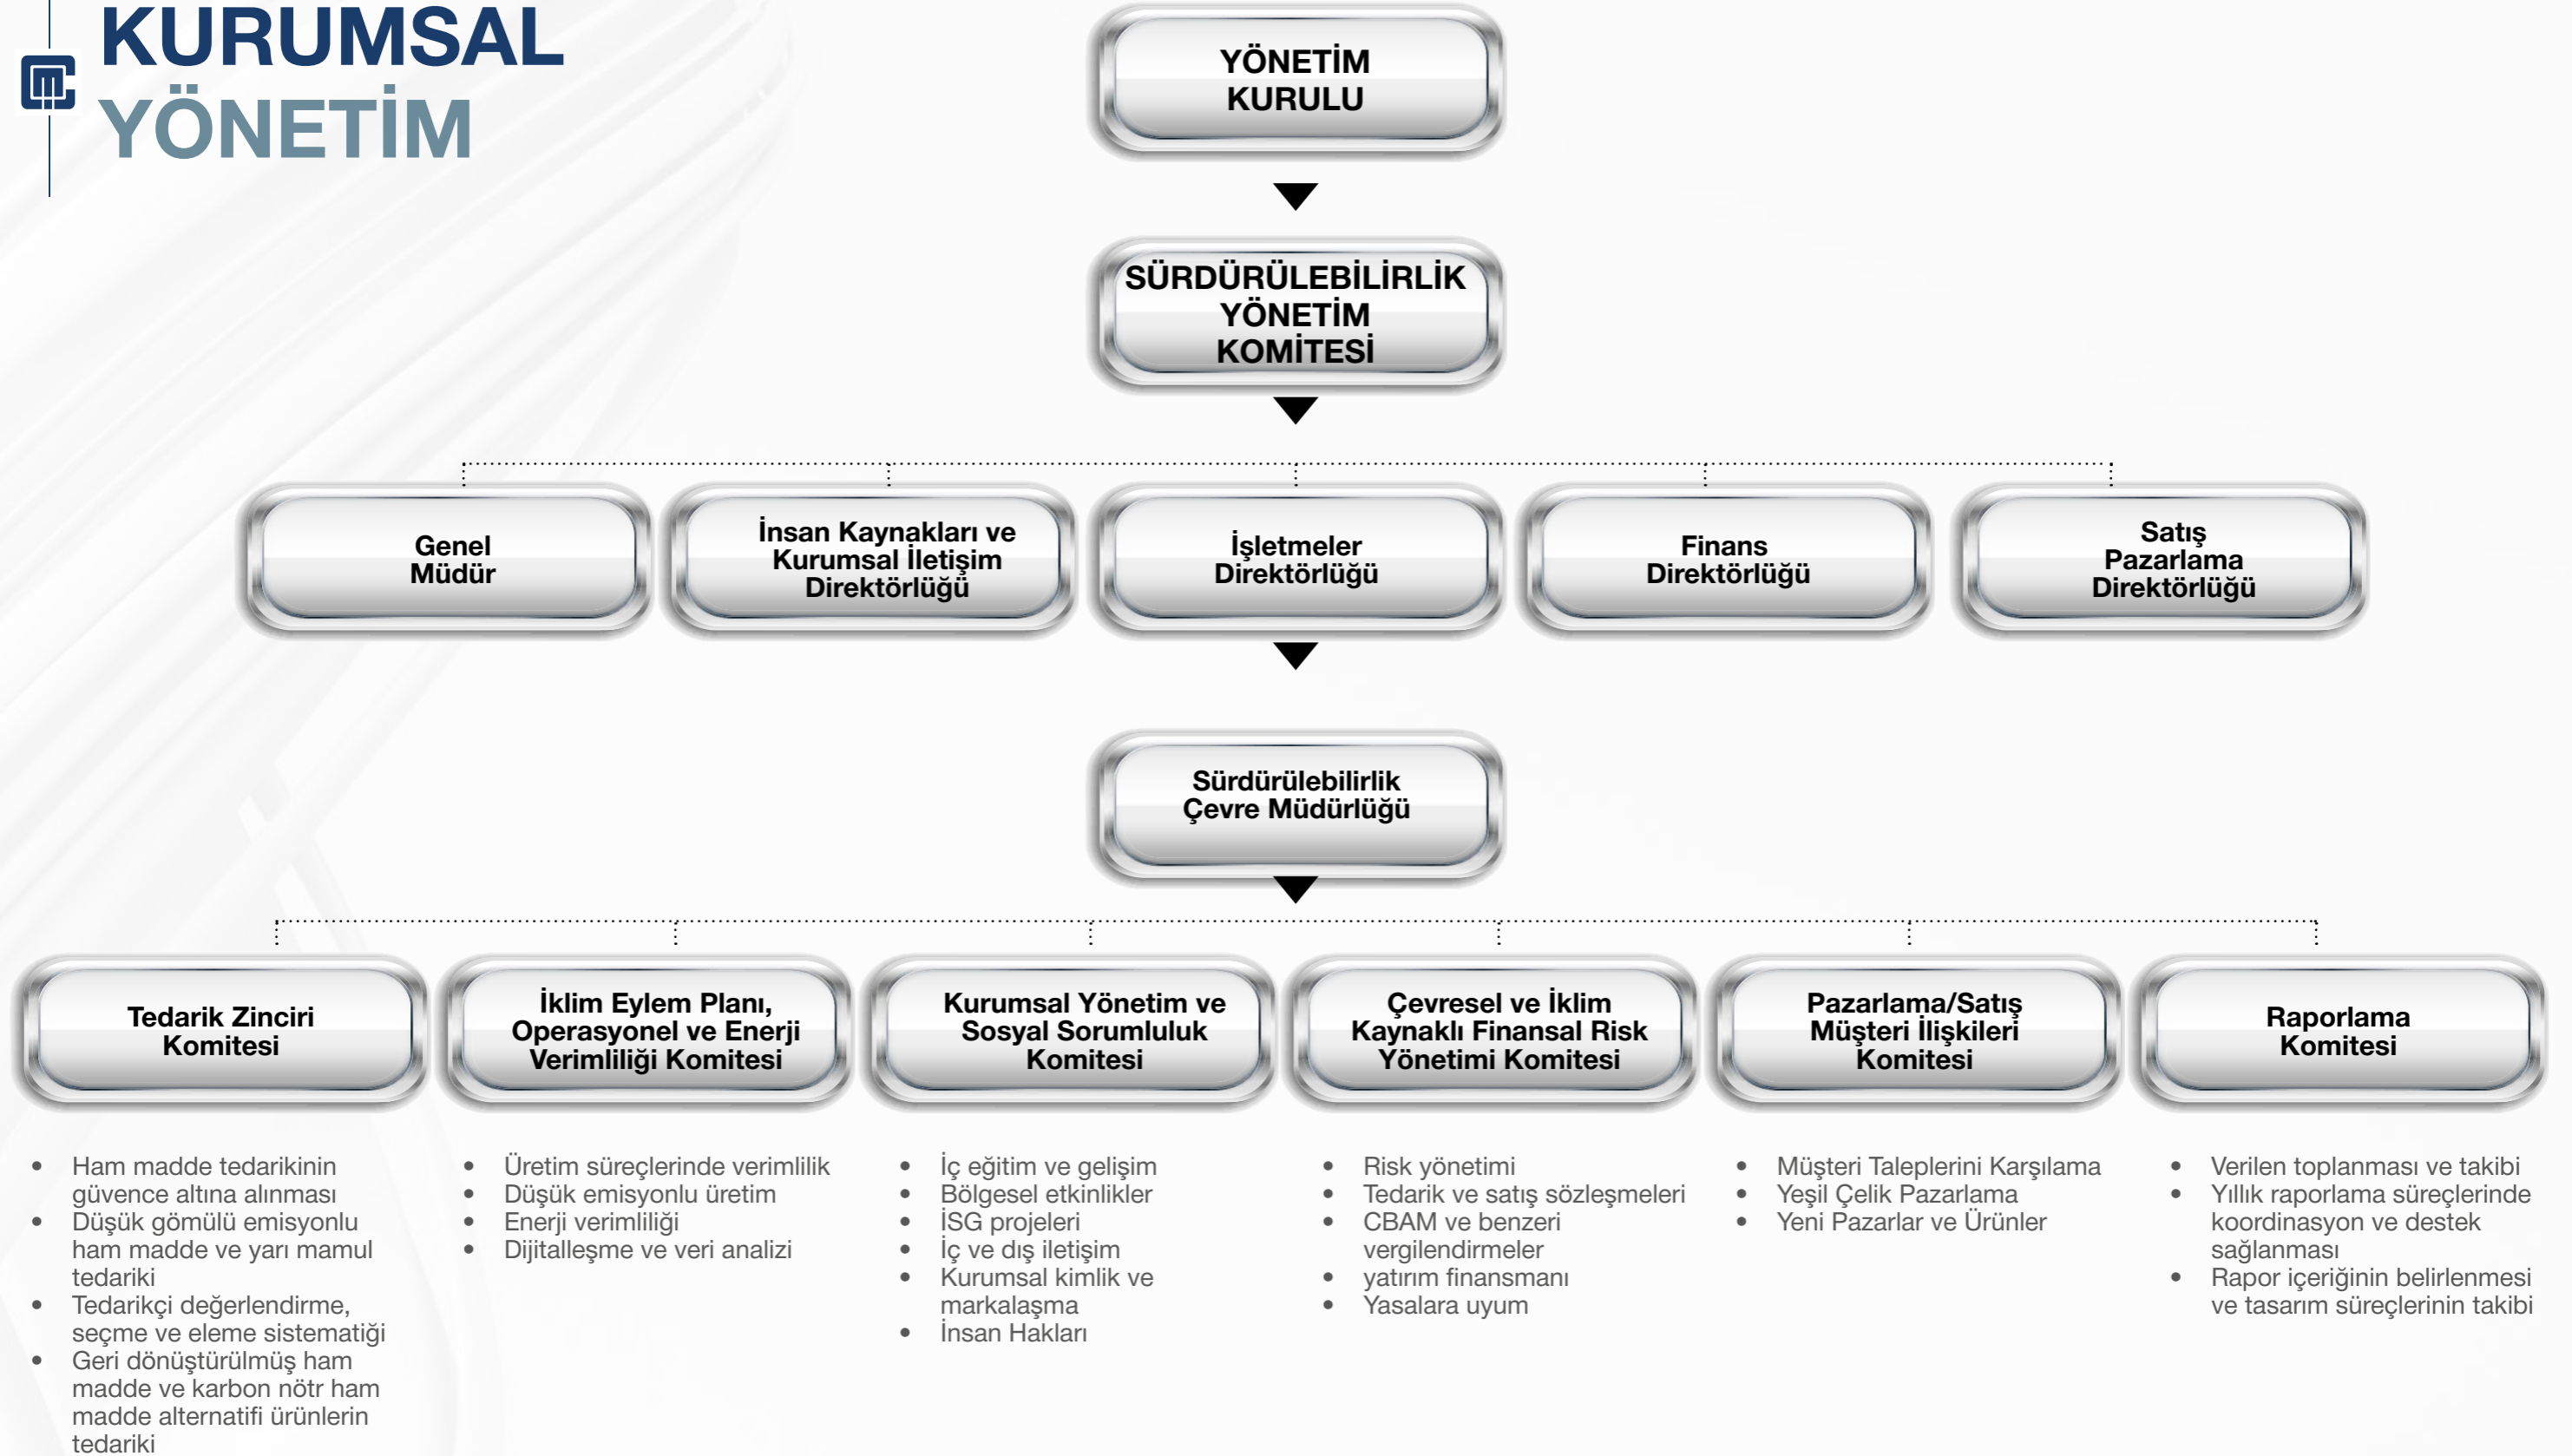 KURUMSAL
YÖNETİM
YÖNETİM
KURULU
SÜRDÜRÜLEBİLİRLİK
YÖNETİM
KOMİTESİ
Genel
Müdür
İnsan Kaynakları ve
Kurumsal İletişim
Direktörlüğü
İşletmeler
Direktörlüğü
Finans
Direktörlüğü
Satış
Pazarlama
Direktörlüğü
Sürdürülebilirlik
Çevre Müdürlüğü
Tedarik Zinciri
Komitesi
İklim Eylem Planı,
Operasyonel ve Enerji
Verimliliği Komitesi
Kurumsal Yönetim ve
Sosyal Sorumluluk
Komitesi
Çevresel ve İklim
Kaynaklı Finansal Risk
Yönetimi Komitesi
Pazarlama/Satış
Müşteri İlişkileri
Komitesi
Raporlama
Komitesi
• Ham madde tedarikinin
güvence altına alınması
• Düşük gömülü emisyonlu
ham madde ve yarı mamul
tedariki
• Tedarikçi değerlendirme,
seçme ve eleme sistematiği
• Geri dönüştürülmüş ham
madde ve karbon nötr ham
madde alternatifi ürünlerin
tedariki
• Üretim süreçlerinde verimlilik
• Düşük emisyonlu üretim
• Enerji verimliliği
• Dijitalleşme ve veri analizi
• İç eğitim ve gelişim
• Bölgesel etkinlikler
• İSG projeleri
• İç ve dış iletişim
• Kurumsal kimlik ve
markalaşma
• İnsan Hakları
• Risk yönetimi
• Tedarik ve satış sözleşmeleri
• CBAM ve benzeri
vergilendirmeler
• yatırım finansmanı
• Yasalara uyum
• Müşteri Taleplerini Karşılama
• Yeşil Çelik Pazarlama
• Yeni Pazarlar ve Ürünler
• Verilen toplanması ve takibi
• Yıllık raporlama süreçlerinde
koordinasyon ve destek
sağlanması
• Rapor içeriğinin belirlenmesi
ve tasarım süreçlerinin takibi